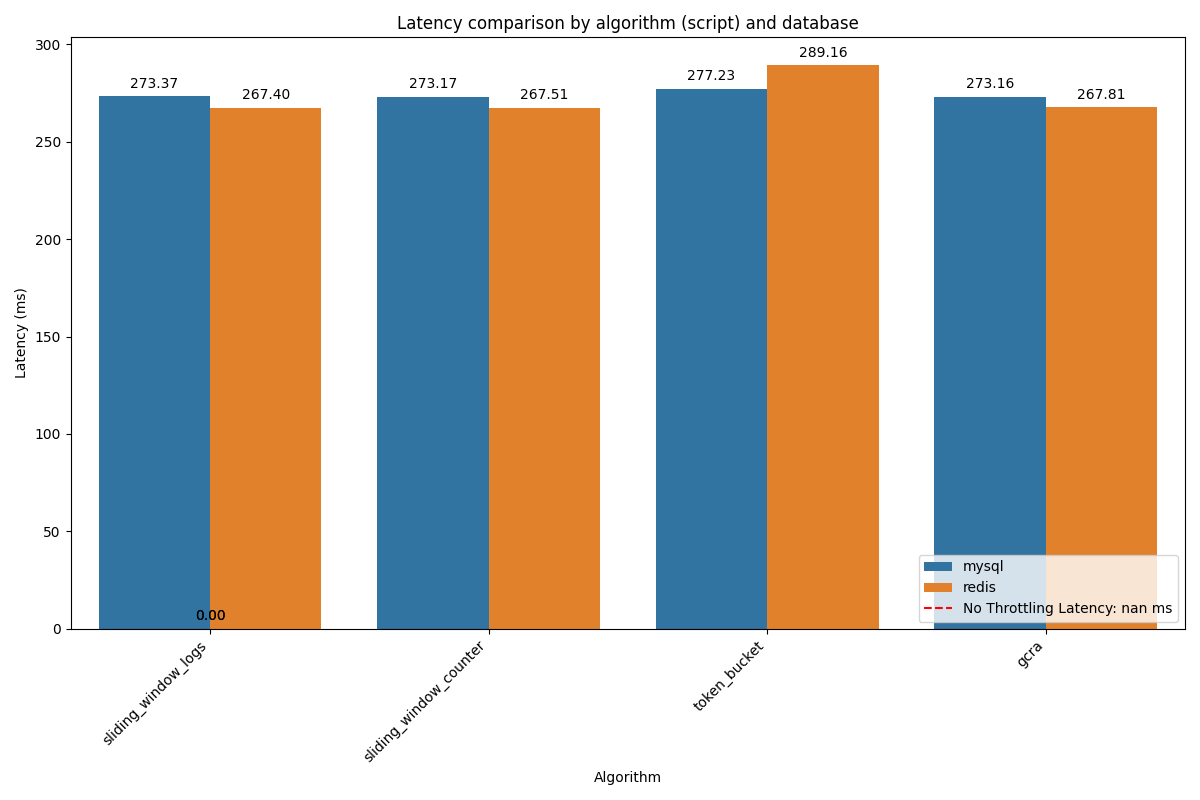 Latency comparison by algorithm (script) and database
300
250
200
150
100
50
0
Latency (ms)
273.37
267.40
273.17
267.51
277.23
289.16
273.16
267.81
0.00
mysql
redis
No Throttling Latency: nan ms
sliding_window_logs
sliding_window_counter
token_bucket
gcra
Algorithm